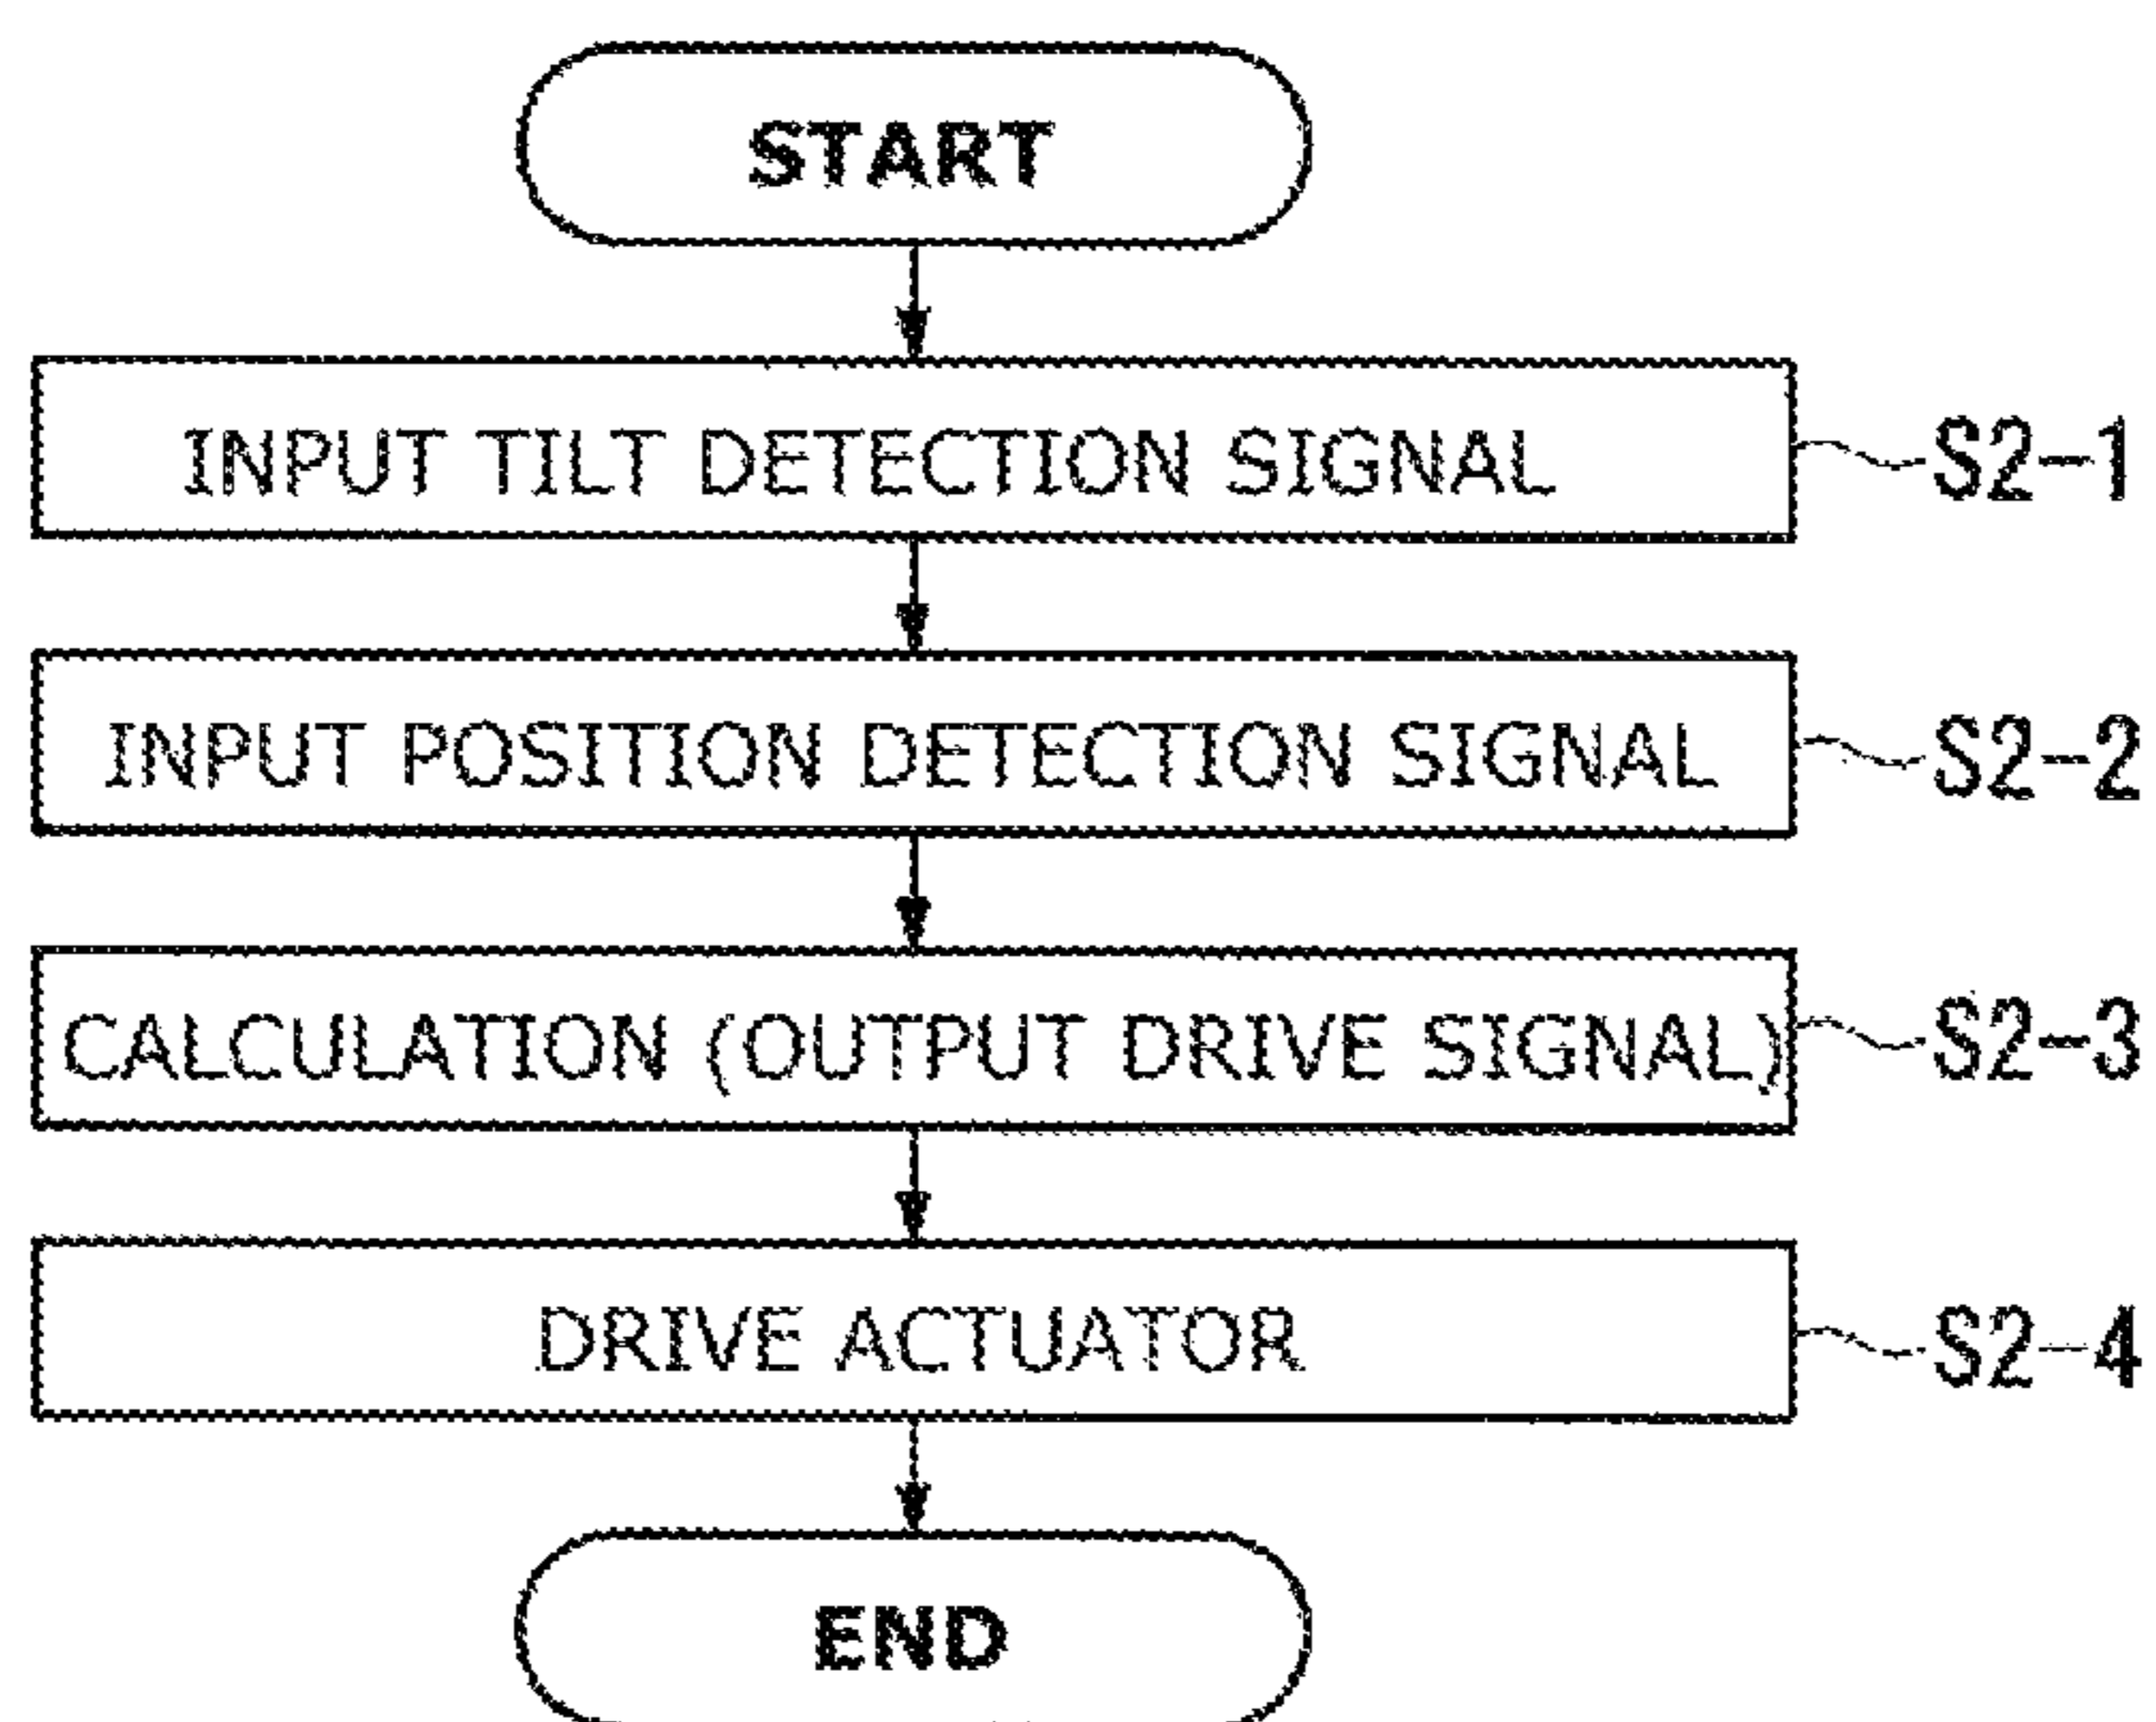 START
INPUT TILT DETECTION SIGNAL
S2-1
INPUT POSITION DETECTION SIGNAL
S2-2
CALCULATION (OUTPUT DRIVE SIGNAL)
S2-3
DRIVE ACTUATOR
S2-4
END